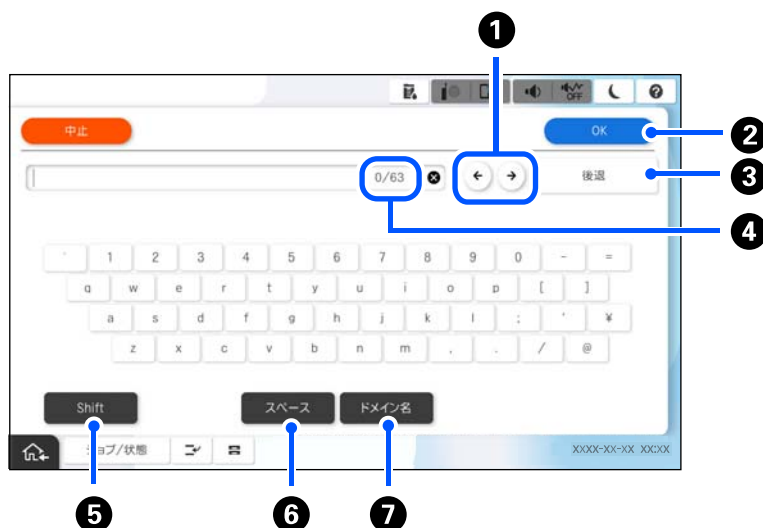 1
OFF ?
中止 OK 2
0/63 ← → 後退 3
4
` 1 2 3 4 5 6 7 8 9 0 - =
q w e r t y u i o p [ ]
a s d f g h j k l ; ' ¥
z x c v b n m , . / @
Shift スペース ドメイン名
ジョブ/状態 XXXX-XX-XX XX:XX
5 6 7